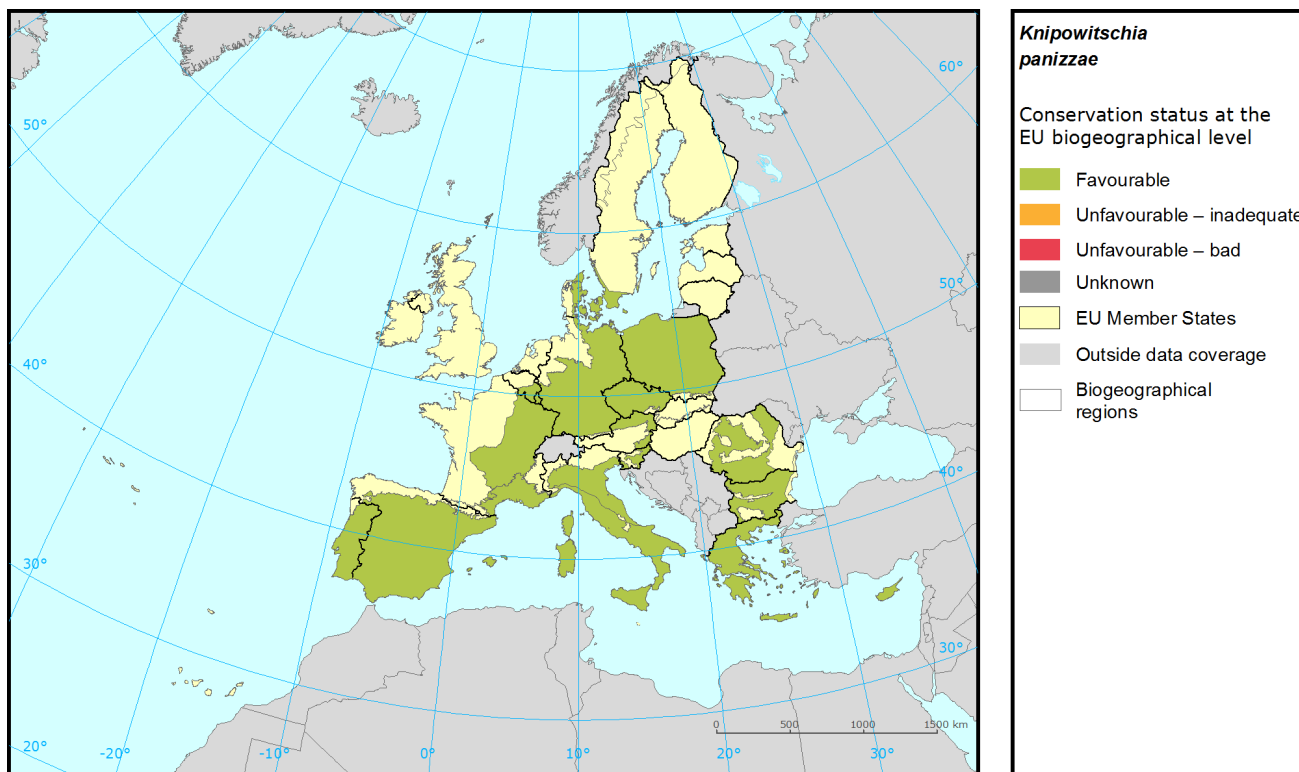 Knipowitschia
panizzae
Conservation status at the
EU biogeographical level
Favourable
Unfavourable – inadequate
Unfavourable – bad
Unknown
EU Member States
Outside data coverage
Biogeographical
regions
60°
50°
50°
40°
40°
30°
30°
0 500 1000 1500 km
20° -20° -10° 0° 10° 20° 30°